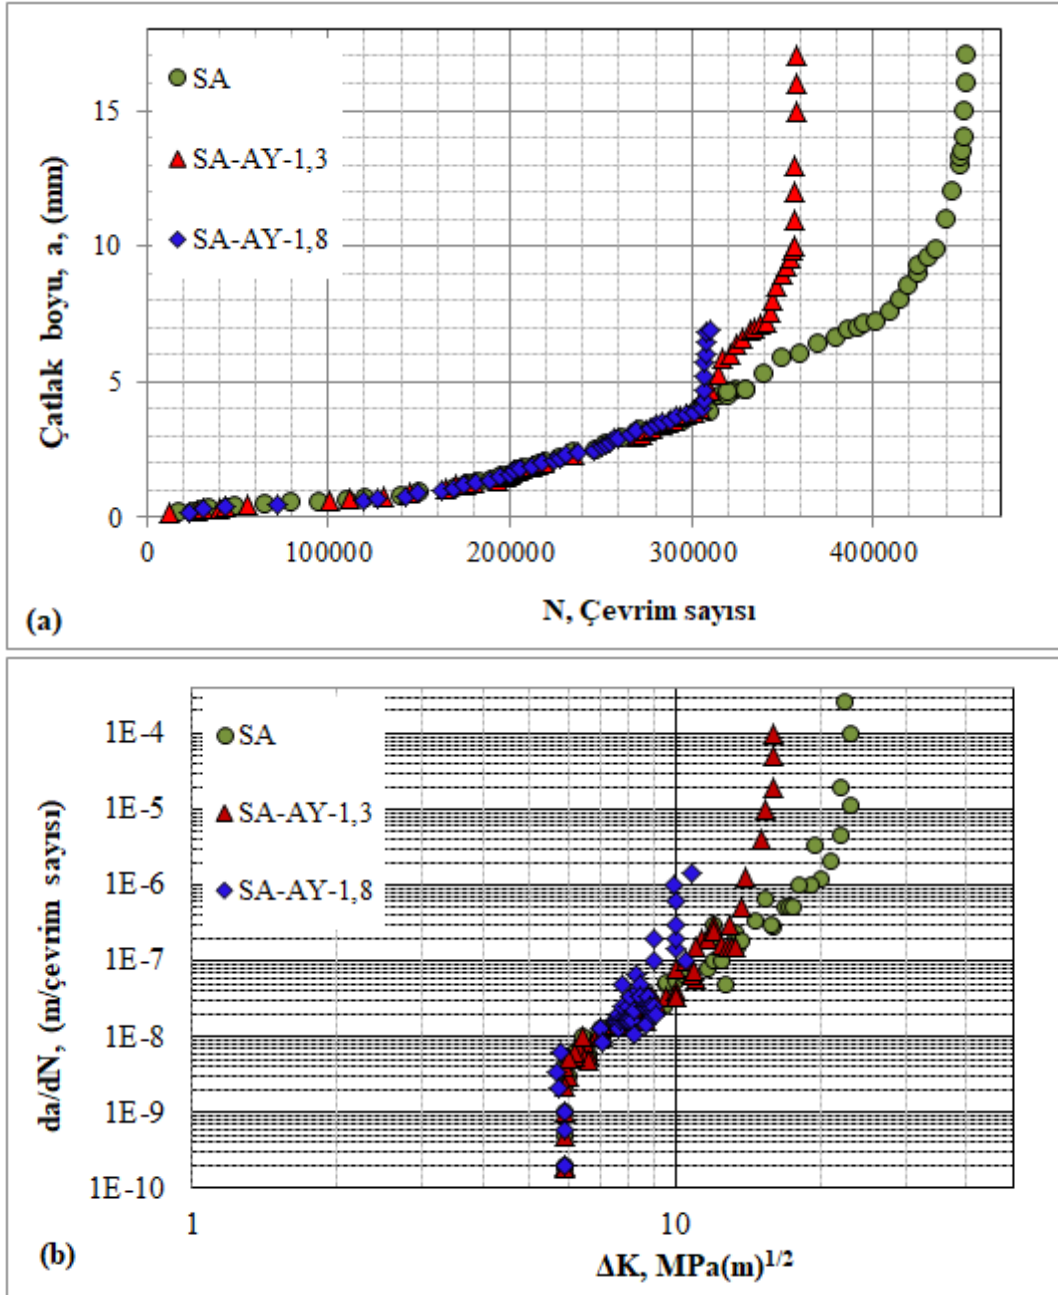 SA
SA-AY-1,3
SA-AY-1,8
15
10
5
0
0 100000 200000 300000 400000
Çatlak boyu, a, (mm)
N, Çevrim sayısı
(a)
SA
SA-AY-1,3
SA-AY-1,8
1E-4
1E-5
1E-6
1E-7
1E-8
1E-9
1E-10
1 10
da/dN, (m/çevrim sayısı)
ΔK, MPa(m)^1/2
(b)